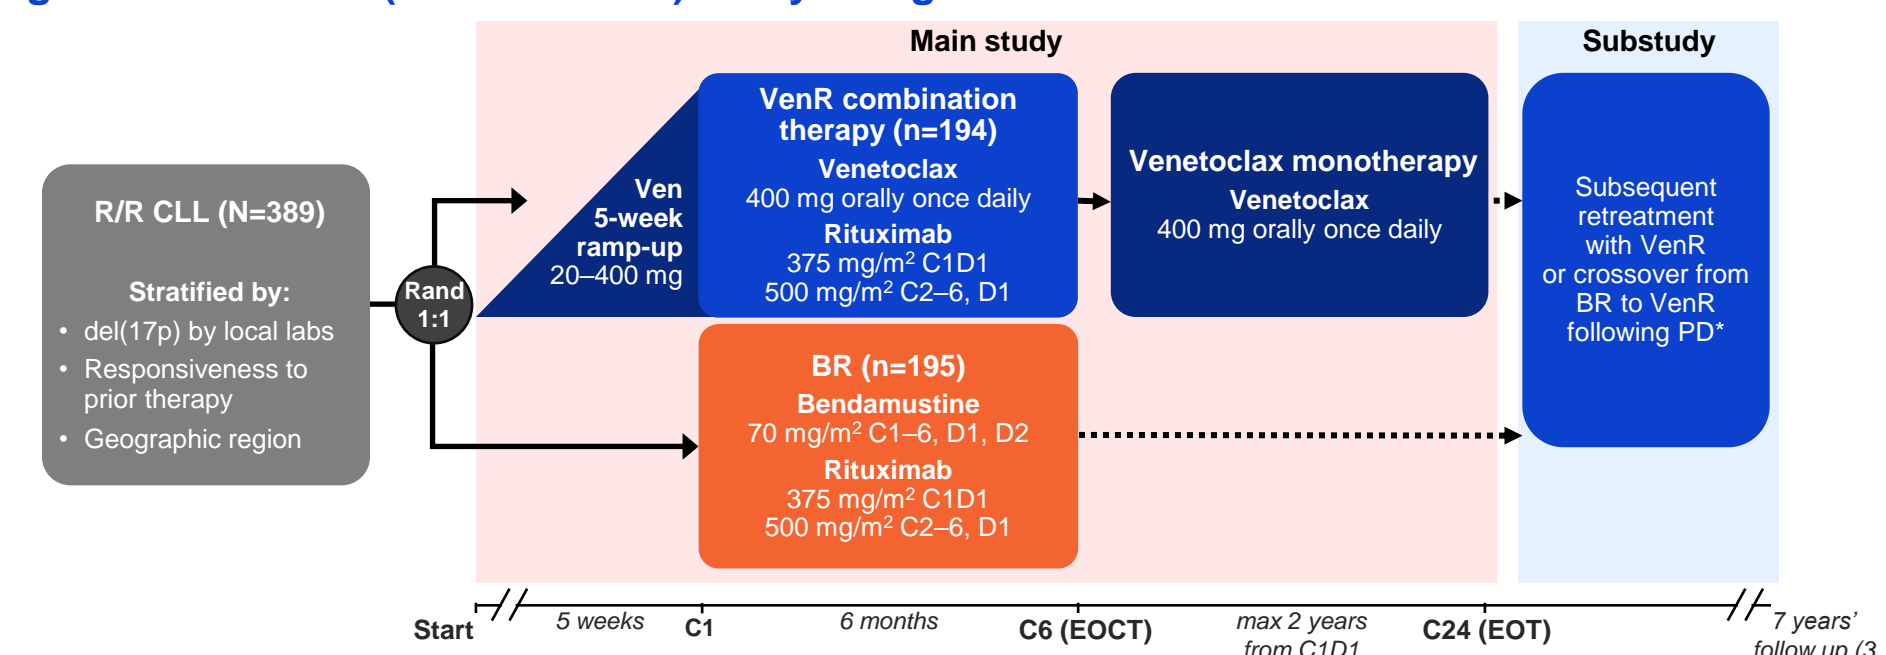 Main study
Substudy
R/R CLL (N=389)
Stratified by:
• del(17p) by local labs
• Responsiveness to
prior therapy
• Geographic region
Rand
1:1
Ven
5-week
ramp-up
20–400 mg
VenR combination
therapy (n=194)
Venetoclax
400 mg orally once daily
Rituximab
375 mg/m² C1D1
500 mg/m² C2–6, D1
Venetoclax monotherapy
Venetoclax
400 mg orally once daily
Subsequent
retreatment
with VenR
or crossover from
BR to VenR
following PD*
BR (n=195)
Bendamustine
70 mg/m² C1–6, D1, D2
Rituximab
375 mg/m² C1D1
500 mg/m² C2–6, D1
Start
5 weeks
C1
6 months
C6 (EOCT)
max 2 years
from C1D1
C24 (EOT)
7 years'
follow up (3